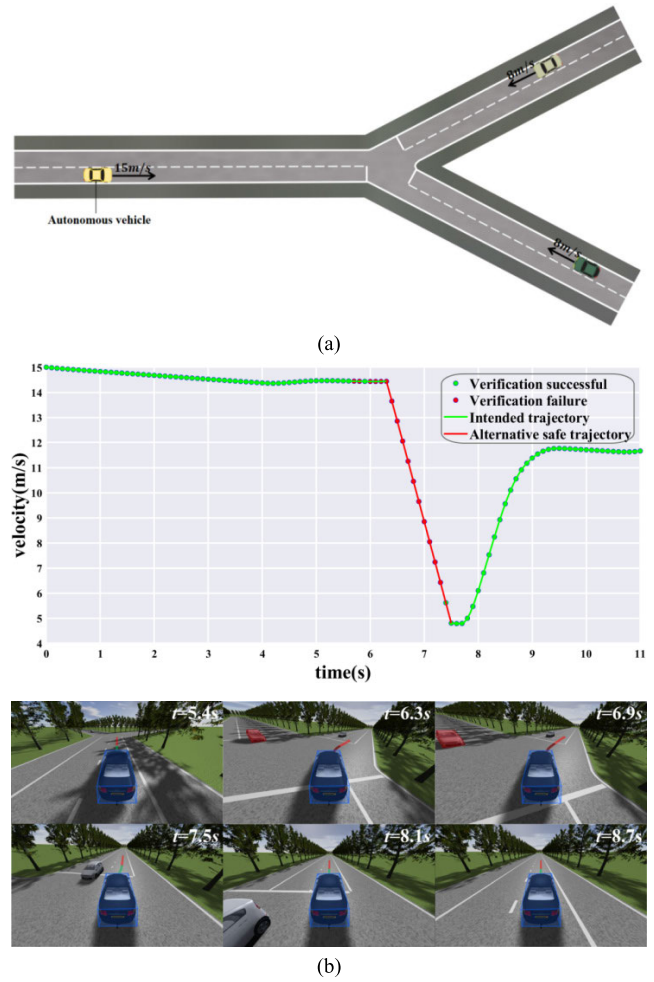 8m/s
15m/s
Autonomous vehicle
8m/s
(a)
15
14
13
12
11
10
9
8
7
6
5
4
velocity(m/s)
Verification successful
Verification failure
Intended trajectory
Alternative safe trajectory
0 1 2 3 4 5 6 7 8 9 10 11
time(s)
t=5.4s t=6.3s t=6.9s
t=7.5s t=8.1s t=8.7s
(b)